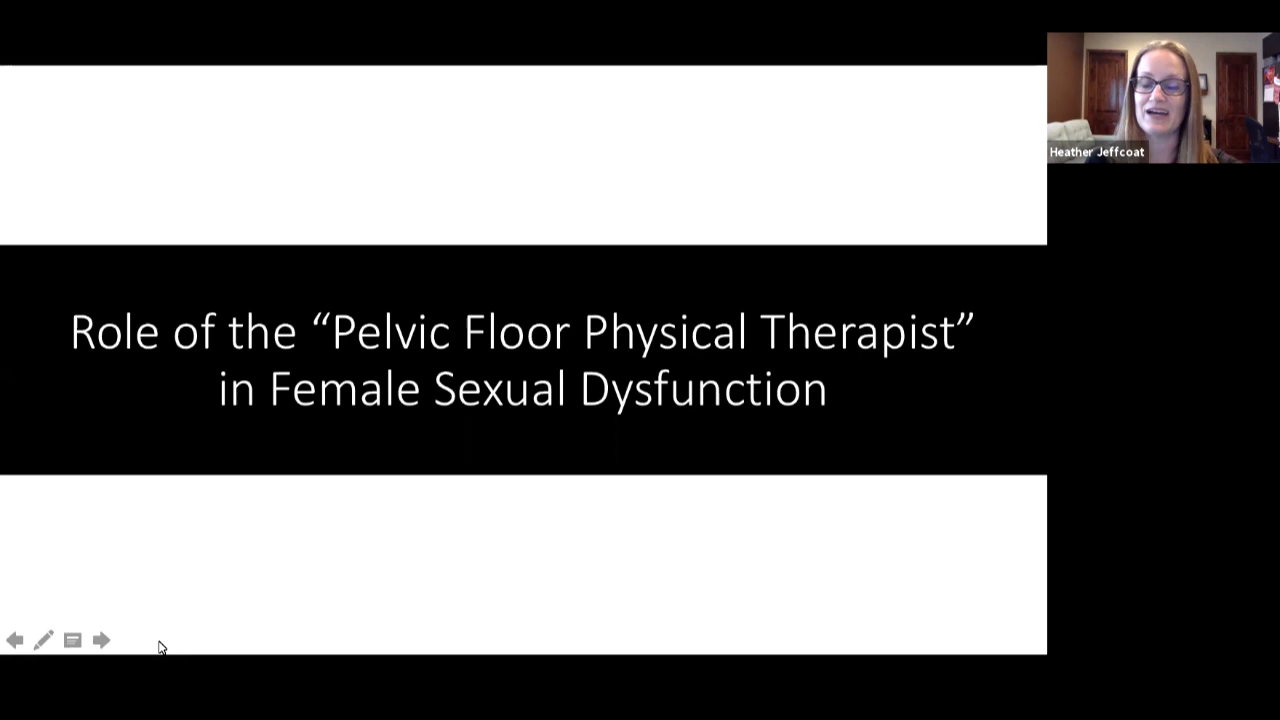 Role of the “Pelvic Floor Physical Therapist”
in Female Sexual Dysfunction
Heather Jeffcoat